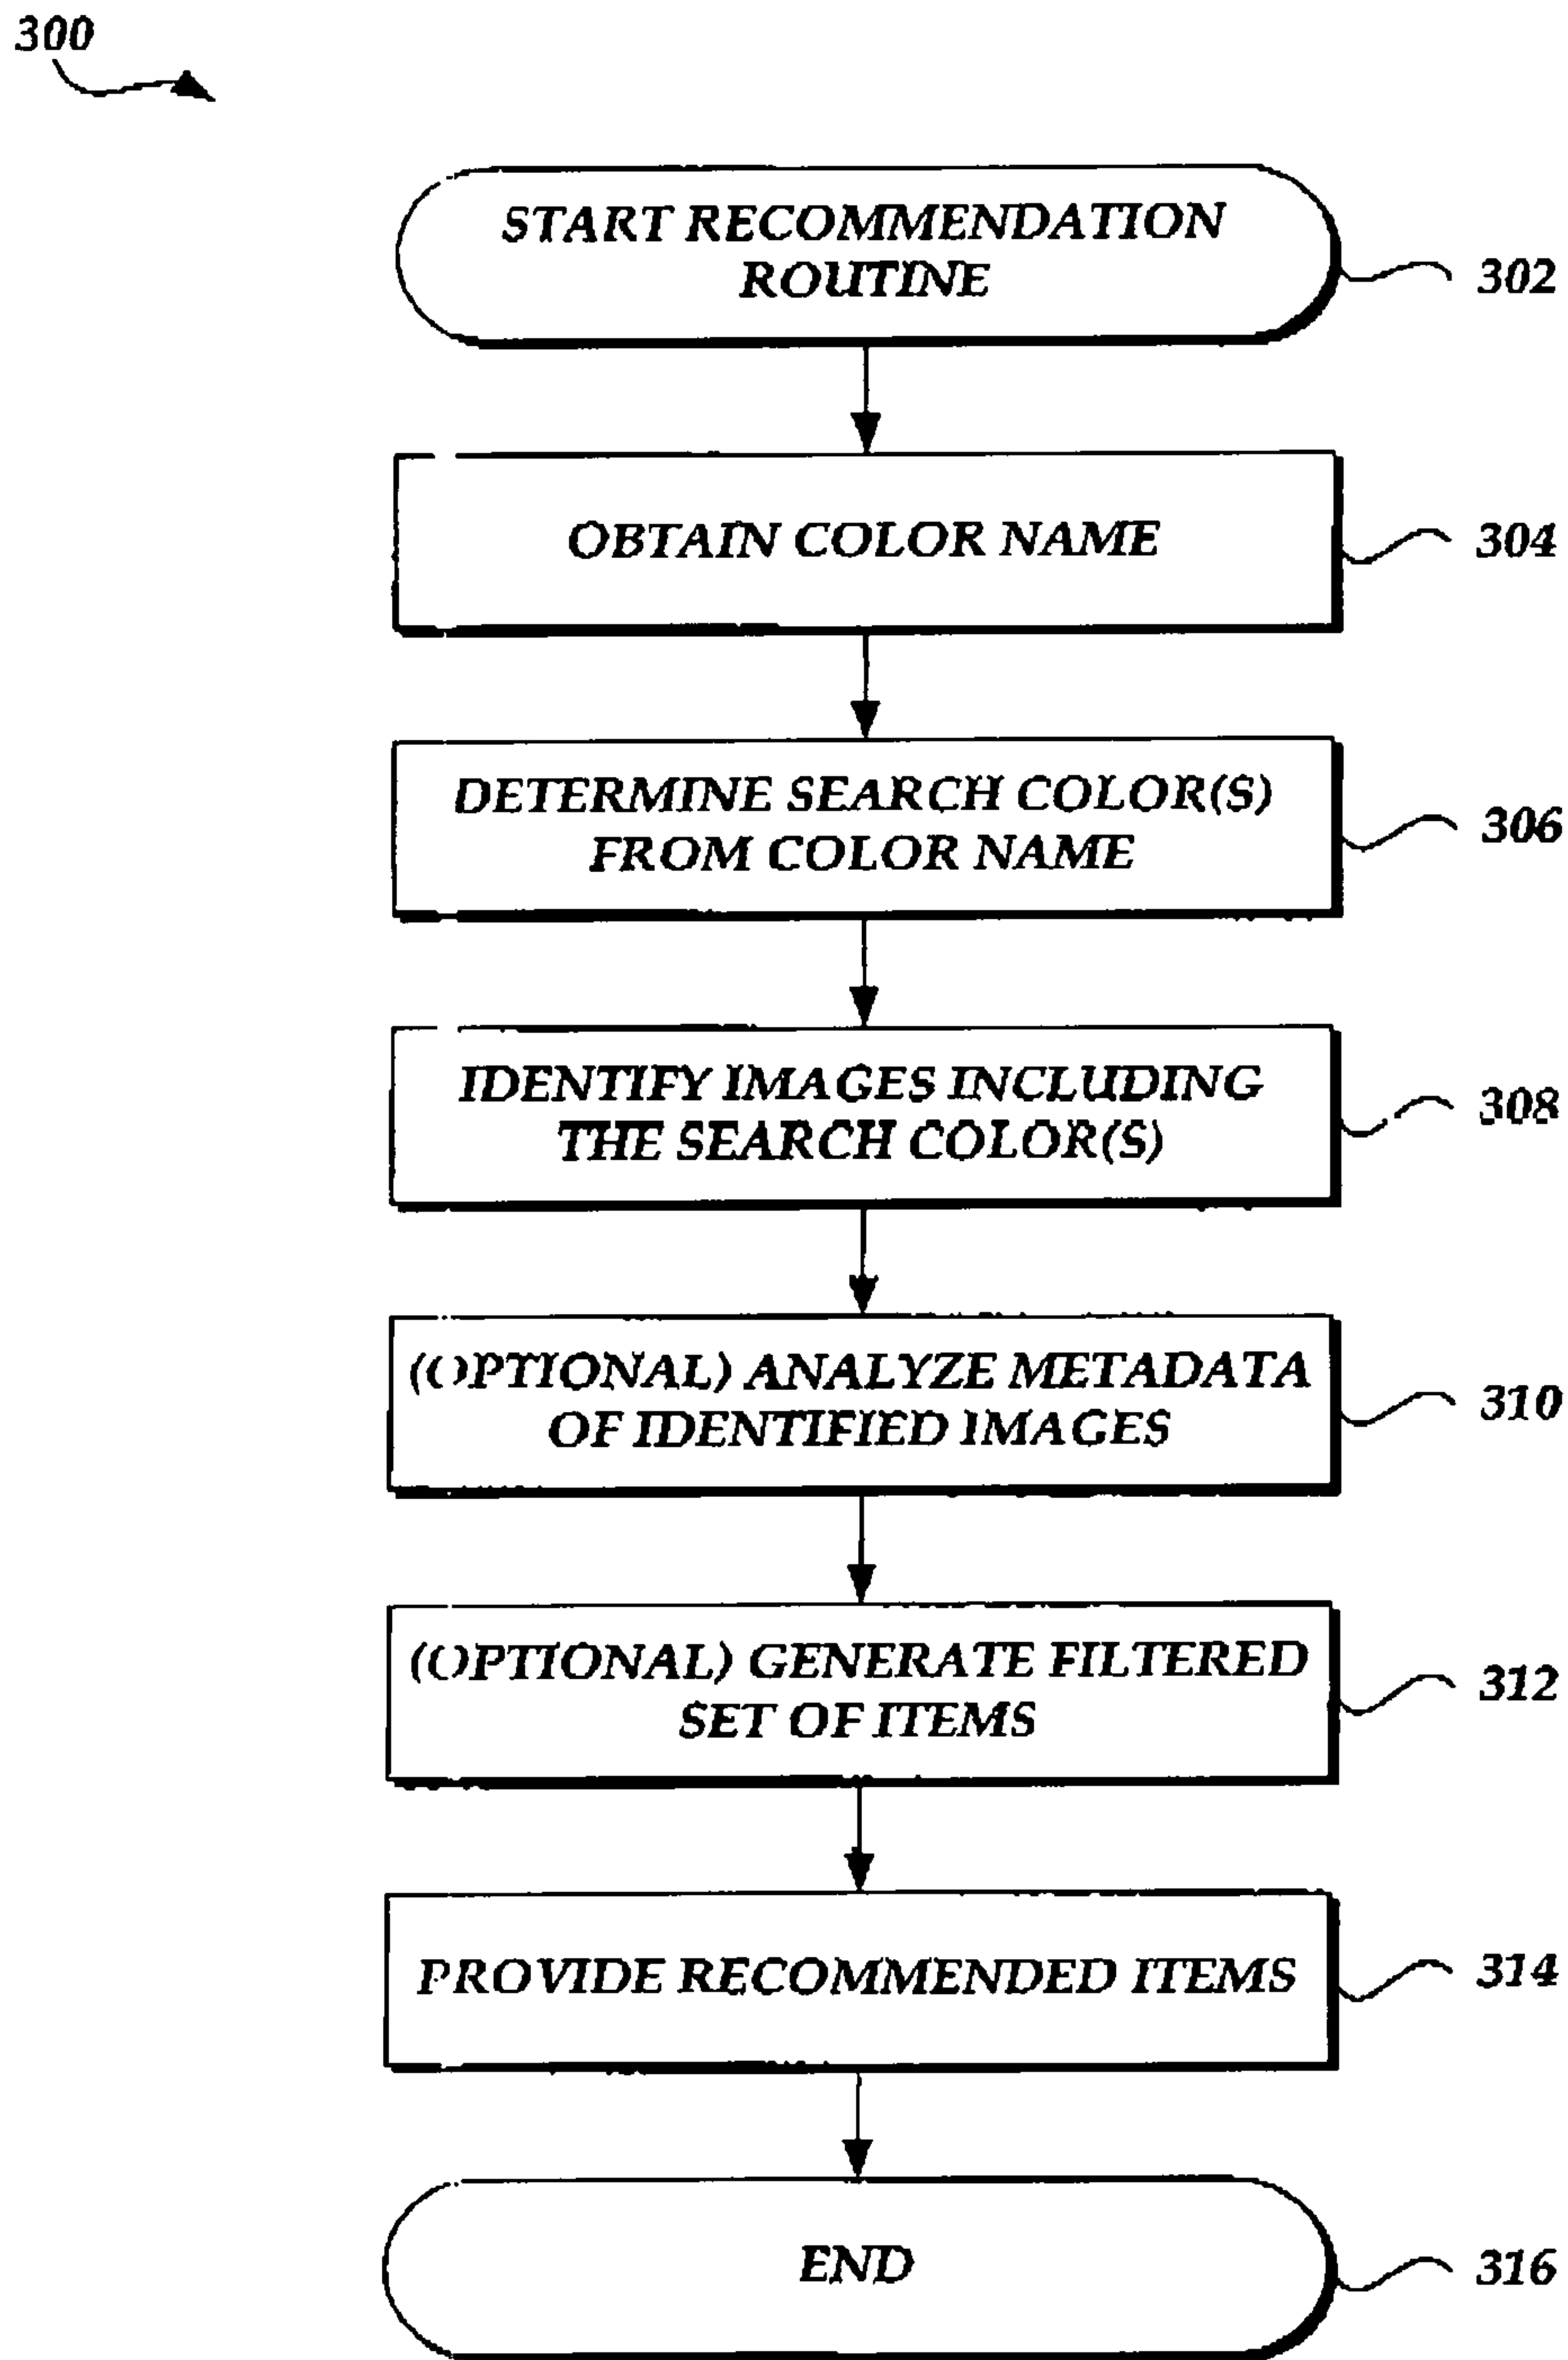 300
START RECOMMENDATION
ROUTINE
302
OBTAIN COLOR NAME
304
DETERMINE SEARCH COLOR(S)
FROM COLOR NAME
306
IDENTIFY IMAGES INCLUDING
THE SEARCH COLOR(S)
308
(OPTIONAL) ANALYZE METADATA
OF IDENTIFIED IMAGES
310
(OPTIONAL) GENERATE FILTERED
SET OF ITEMS
312
PROVIDE RECOMMENDED ITEMS
314
END
316